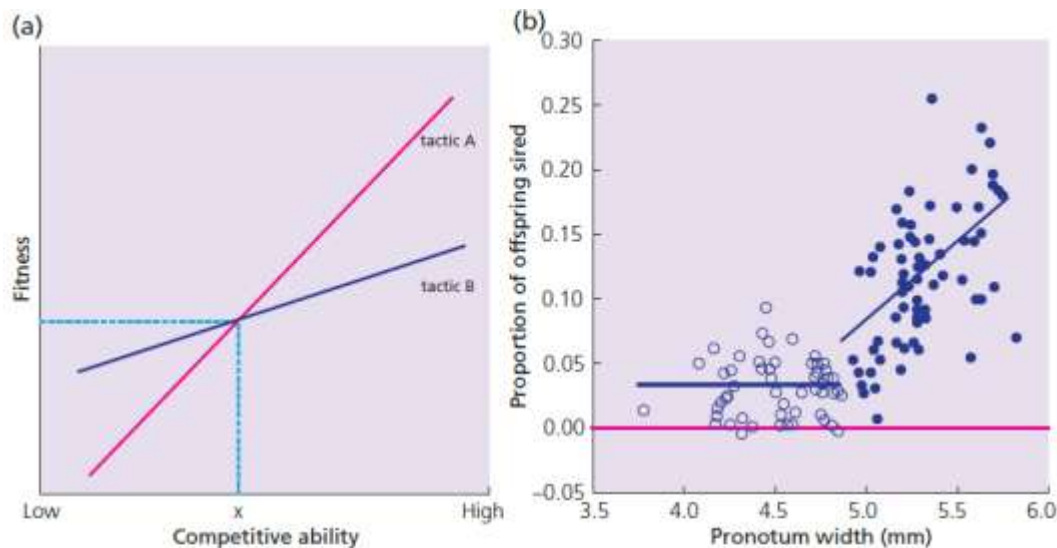 (a)
Fitness
tactic A
tactic B
Low
x
High
Competitive ability
(b)
Proportion of offspring sired
0.30
0.25
0.20
0.15
0.10
0.05
0.00
–0.05
3.5
4.0
4.5
5.0
5.5
6.0
Pronotum width (mm)